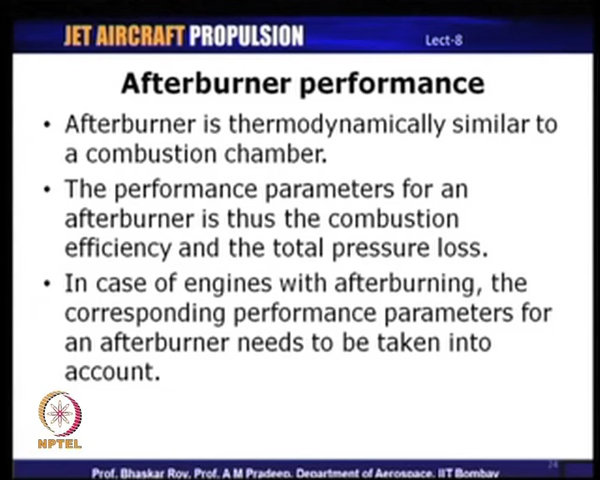 JET AIRCRAFT PROPULSION
Lect-8
Afterburner performance
• Afterburner is thermodynamically similar to
a combustion chamber.
• The performance parameters for an
afterburner is thus the combustion
efficiency and the total pressure loss.
• In case of engines with afterburning, the
corresponding performance parameters for
an afterburner needs to be taken into
account.
NPTEL
24
Prof. Bhaskar Roy, Prof. A M Pradeep, Department of Aerospace, IIT Bombay